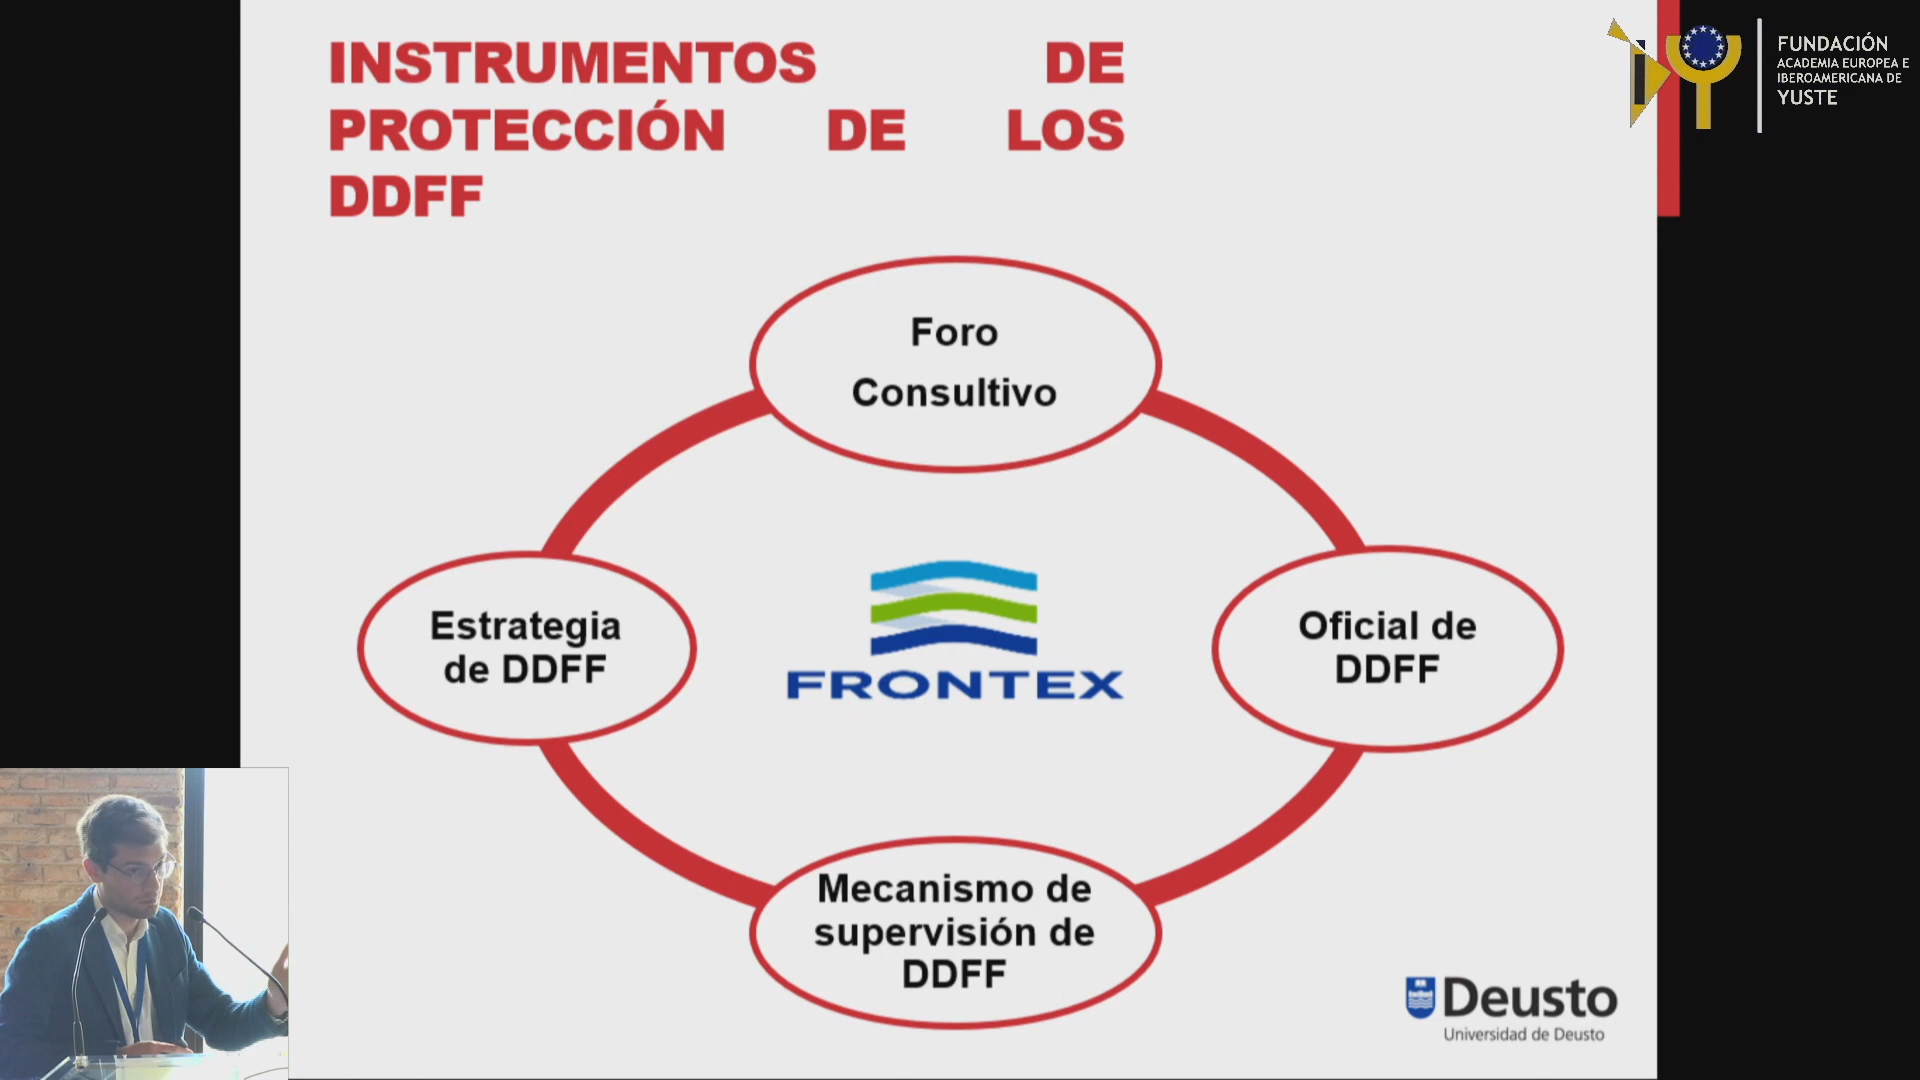 INSTRUMENTOS DE
PROTECCIÓN DE LOS
DDFF
FUNDACIÓN
ACADEMIA EUROPEA E
IBEROAMERICANA DE
YUSTE
Foro
Consultivo
Estrategia
de DDFF
FRONTEX
Oficial de
DDFF
Mecanismo de
supervisión de
DDFF
Deusto
Universidad de Deusto